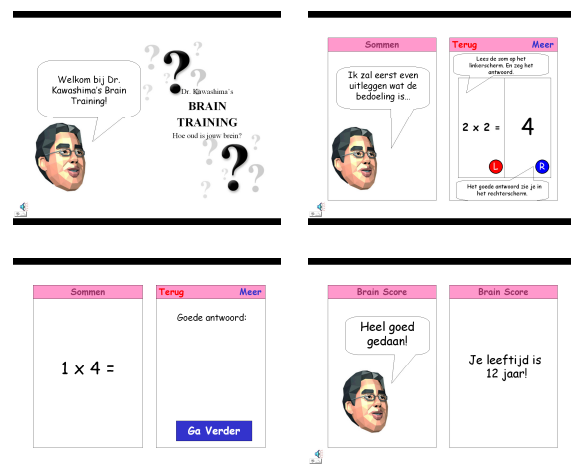 Welkom bij Dr.
Kawashima's Brain
Training!
Dr. Kawashima's
BRAIN
TRAINING
Hoe oud is jouw brein?
Sommen
Ik zal eerst even
uitleggen wat de
bedoeling is...
Terug Meer
Lees de som op het
linkerscherm. En zeg het
antwoord.
2 x 2 = 4
L R
Het goede antwoord zie je in
het rechterscherm.
Sommen
1 x 4 =
Terug Meer
Goede antwoord:
Ga Verder
Brain Score
Heel goed
gedaan!
Brain Score
Je leeftijd is
12 jaar!